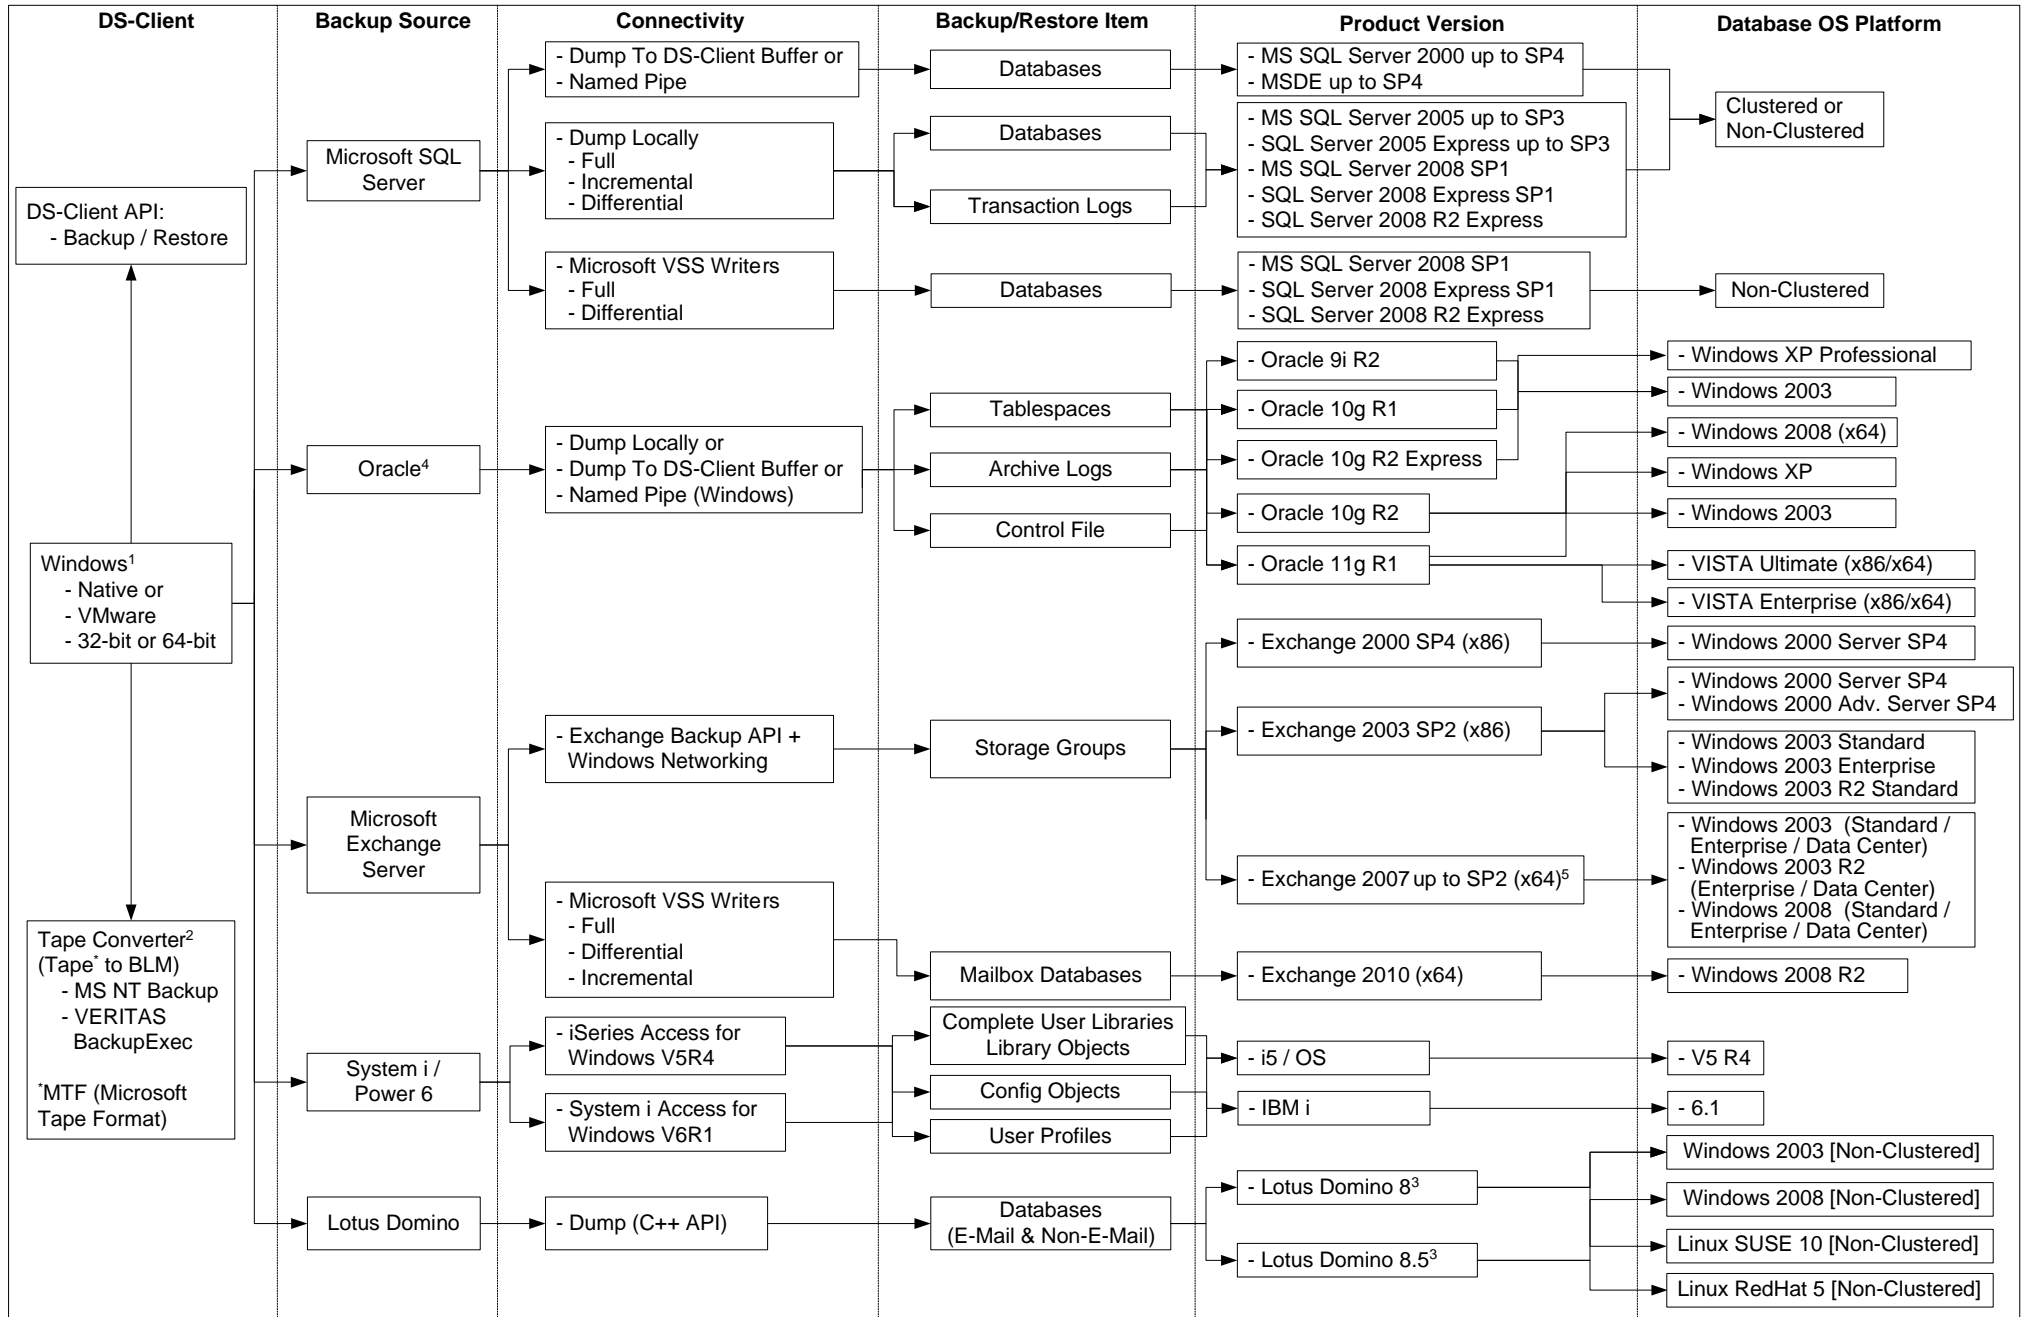 DS-Client
Backup Source
Connectivity
Backup/Restore Item
Product Version
Database OS Platform
DS-Client API:
- Backup / Restore
Windows1
- Native or
- VMware
- 32-bit or 64-bit
Tape Converter2
(Tape* to BLM)
- MS NT Backup
- VERITAS
BackupExec
*MTF (Microsoft
Tape Format)
Microsoft SQL
Server
Oracle4
Microsoft
Exchange
Server
System i /
Power 6
Lotus Domino
- Dump To DS-Client Buffer or
- Named Pipe
- Dump Locally
- Full
- Incremental
- Differential
- Microsoft VSS Writers
- Full
- Differential
- Dump Locally or
- Dump To DS-Client Buffer or
- Named Pipe (Windows)
- Exchange Backup API +
Windows Networking
- Microsoft VSS Writers
- Full
- Differential
- Incremental
- iSeries Access for
Windows V5R4
- System i Access for
Windows V6R1
- Dump (C++ API)
Databases
Databases
Transaction Logs
Databases
Tablespaces
Archive Logs
Control File
Storage Groups
Mailbox Databases
Complete User Libraries
Library Objects
Config Objects
User Profiles
Databases
(E-Mail & Non-E-Mail)
- MS SQL Server 2000 up to SP4
- MSDE up to SP4
- MS SQL Server 2005 up to SP3
- SQL Server 2005 Express up to SP3
- MS SQL Server 2008 SP1
- SQL Server 2008 Express SP1
- SQL Server 2008 R2 Express
- MS SQL Server 2008 SP1
- SQL Server 2008 Express SP1
- SQL Server 2008 R2 Express
- Oracle 9i R2
- Oracle 10g R1
- Oracle 10g R2 Express
- Oracle 10g R2
- Oracle 11g R1
- Exchange 2000 SP4 (x86)
- Exchange 2003 SP2 (x86)
- Exchange 2007 up to SP2 (x64)5
- Exchange 2010 (x64)
- i5 / OS
- IBM i
- Lotus Domino 83
- Lotus Domino 8.53
Clustered or
Non-Clustered
Non-Clustered
- Windows XP Professional
- Windows 2003
- Windows 2008 (x64)
- Windows XP
- Windows 2003
- VISTA Ultimate (x86/x64)
- VISTA Enterprise (x86/x64)
- Windows 2000 Server SP4
- Windows 2000 Server SP4
- Windows 2000 Adv. Server SP4
- Windows 2003 Standard
- Windows 2003 Enterprise
- Windows 2003 R2 Standard
- Windows 2003 (Standard /
Enterprise / Data Center)
- Windows 2003 R2
(Enterprise / Data Center)
- Windows 2008 (Standard /
Enterprise / Data Center)
- Windows 2008 R2
- V5 R4
- 6.1
Windows 2003 [Non-Clustered]
Windows 2008 [Non-Clustered]
Linux SUSE 10 [Non-Clustered]
Linux RedHat 5 [Non-Clustered]